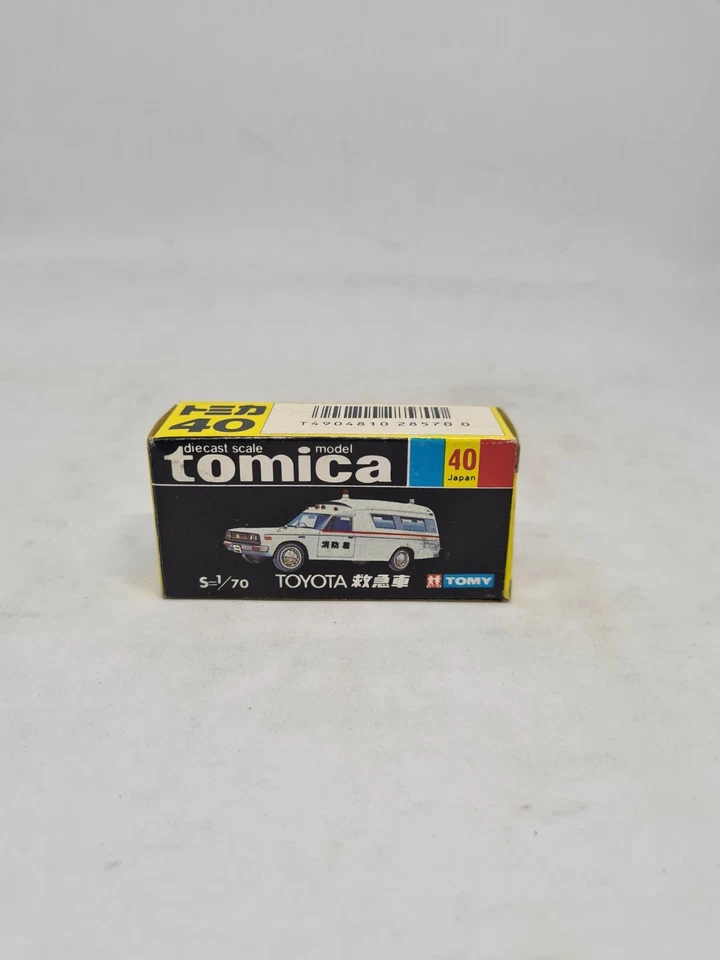 トミカ
40
T4904810 28570 0
diecast scale model
tomica
40
Japan
消防署
S=1/70 TOYOTA 救急車 TOMY